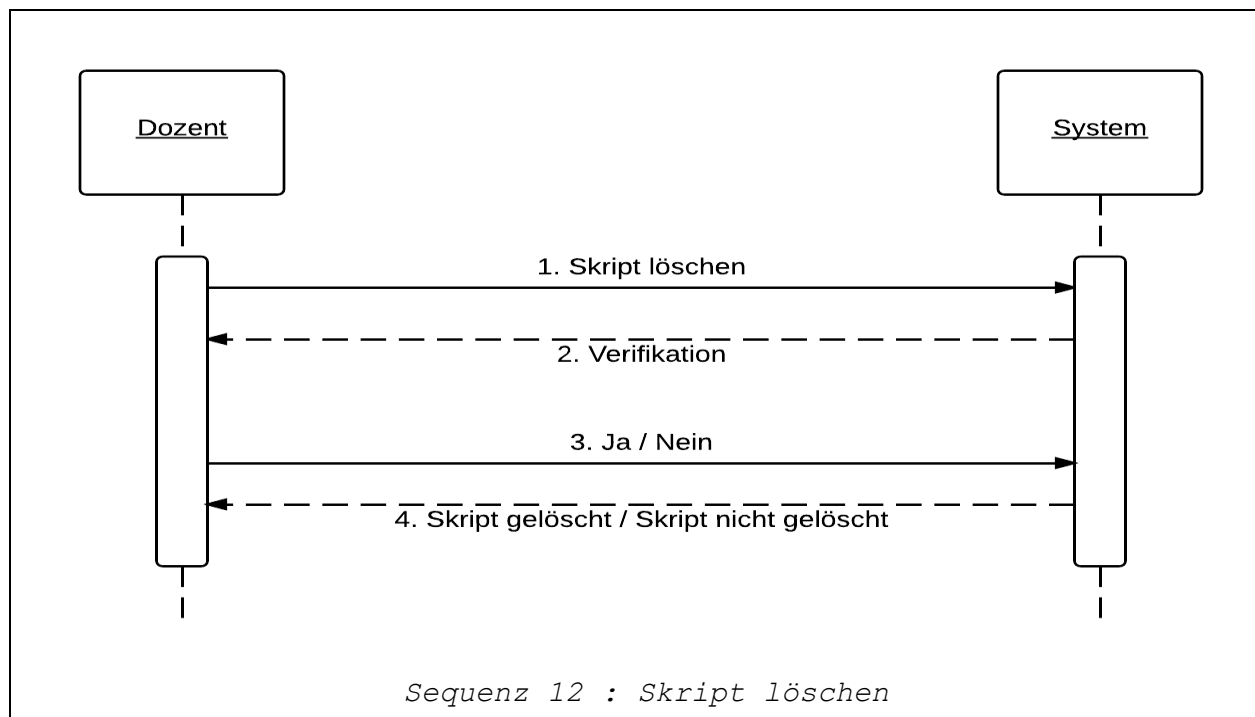 Dozent
System
1. Skript löschen
2. Verifikation
3. Ja / Nein
4. Skript gelöscht / Skript nicht gelöscht
Sequenz 12 : Skript löschen